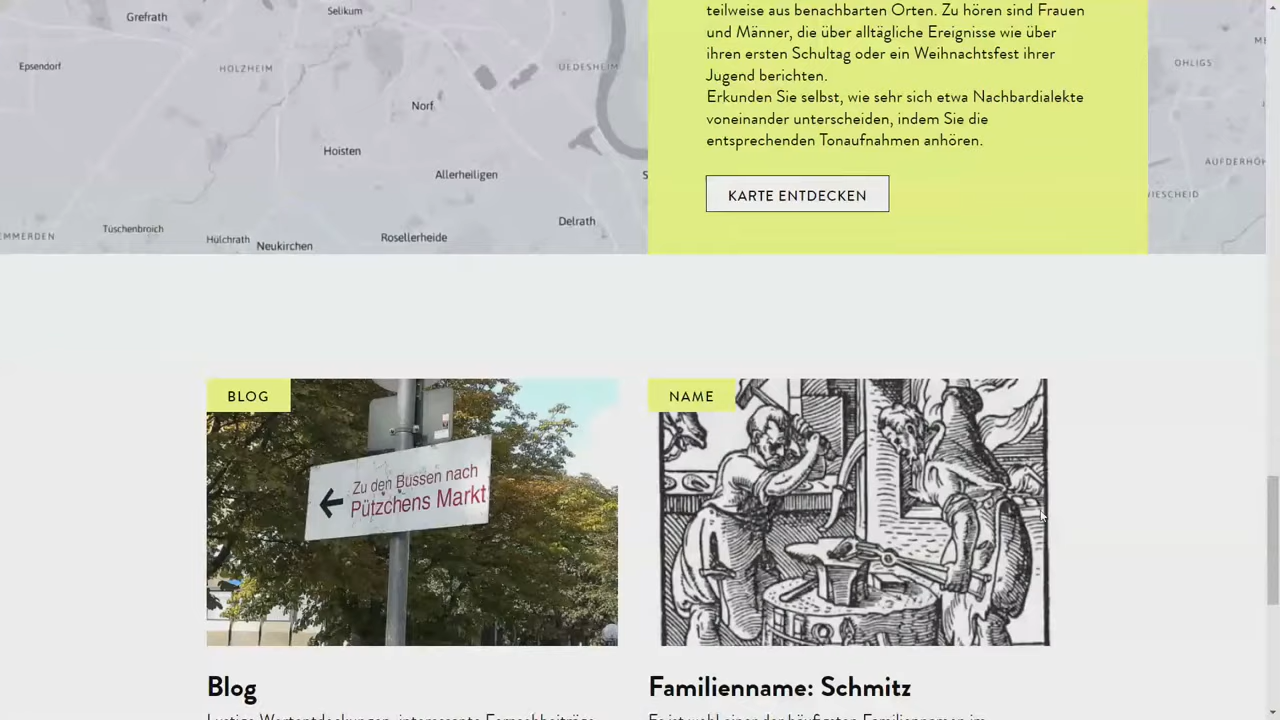 Grefrath
Selikum
Epsendorf
HOLZHEIM
UEDESHEIM
Norf
Hoisten
Allerheiligen
S
Tüschenbroich
Hülchrath
Neukirchen
Rosellerheide
Delrath
EMMERDEN
teilweise aus benachbarten Orten. Zu hören sind Frauen
und Männer, die über alltägliche Ereignisse wie über
ihren ersten Schultag oder ein Weihnachtsfest ihrer
Jugend berichten.
Erkunden Sie selbst, wie sehr sich etwa Nachbardialekte
voneinander unterscheiden, indem Sie die
entsprechenden Tonaufnahmen anhören.
KARTE ENTDECKEN
OHLIGS
AUFDERHÖH
WIESCHEID
BLOG
Zu den Bussen nach
Pützchens Markt
NAME
Blog
Familienname: Schmitz